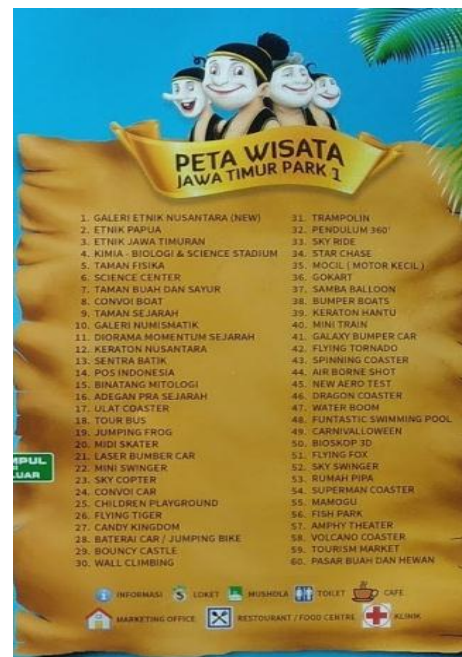 PETA WISATA
JAWA TIMUR PARK 1
1. GALERI ETNIK NUSANTARA (NEW)
2. ETNIK PAPUA
3. ETNIK JAWA TIMURAN
4. KIMIA - BIOLOGI & SCIENCE STADIUM
5. TAMAN FISIKA
6. SCIENCE CENTER
7. TAMAN BUAH DAN SAYUR
8. CONVOI BOAT
9. TAMAN SEJARAH
10. GALERI NUMISMATIK
11. DIORAMA MOMENTUM SEJARAH
12. KERATON NUSANTARA
13. SENTRA BATIK
14. POS INDONESIA
15. BINATANG MITOLOGI
16. ADEGAN PRA SEJARAH
17. ULAT COASTER
18. TOUR BUS
19. JUMPING FROG
20. MIDI SKATER
21. LASER BUMBER CAR
22. MINI SWINGER
23. SKY COPTER
24. CONVOI CAR
25. CHILDREN PLAYGROUND
26. FLYING TIGER
27. CANDY KINGDOM
28. BATERAI CAR / JUMPING BIKE
29. BOUNCY CASTLE
30. WALL CLIMBING
31. TRAMPOLIN
32. PENDULUM 360°
33. SKY RIDE
34. STAR CHASE
35. MOCIL ( MOTOR KECIL )
36. GOKART
37. SAMBA BALLOON
38. BUMPER BOATS
39. KERATON HANTU
40. MINI TRAIN
41. GALAXY BUMPER CAR
42. FLYING TORNADO
43. SPINNING COASTER
44. AIR BORNE SHOT
45. NEW AERO TEST
46. DRAGON COASTER
47. WATER BOOM
48. FUNTASTIC SWIMMING POOL
49. CARNIVALLOWEEN
50. BIOSKOP 3D
51. FLYING FOX
52. SKY SWINGER
53. RUMAH PIPA
54. SUPERMAN COASTER
55. MAMOGU
56. FISH PARK
57. AMPHY THEATER
58. VOLCANO COASTER
59. TOURISM MARKET
60. PASAR BUAH DAN HEWAN
MPUL
LUAR
INFORMASI LOKET MUSHOLA TOILET CAFE
MARKETING OFFICE RESTOURANT / FOOD CENTRE KLINIK